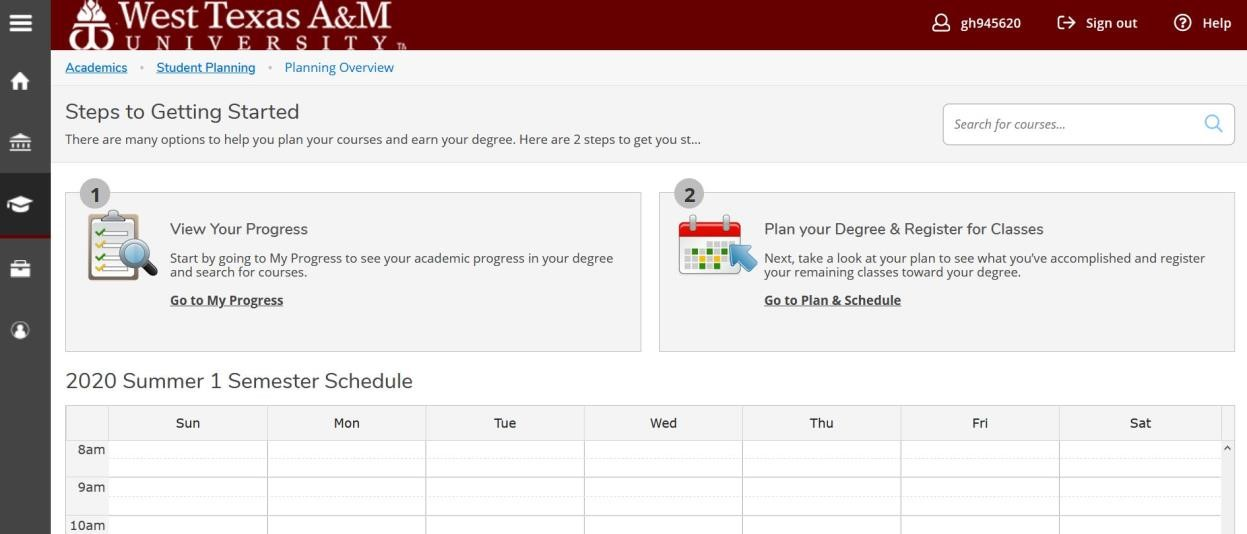 West Texas A&M
UNIVERSITY
gh945620
Sign out
Help
Academics • Student Planning • Planning Overview
Steps to Getting Started
There are many options to help you plan your courses and earn your degree. Here are 2 steps to get you st...
Search for courses...
1
View Your Progress
Start by going to My Progress to see your academic progress in your degree
and search for courses.
Go to My Progress
2
Plan your Degree & Register for Classes
Next, take a look at your plan to see what you've accomplished and register
your remaining classes toward your degree.
Go to Plan & Schedule
2020 Summer 1 Semester Schedule
Sun Mon Tue Wed Thu Fri Sat
8am
9am
10am